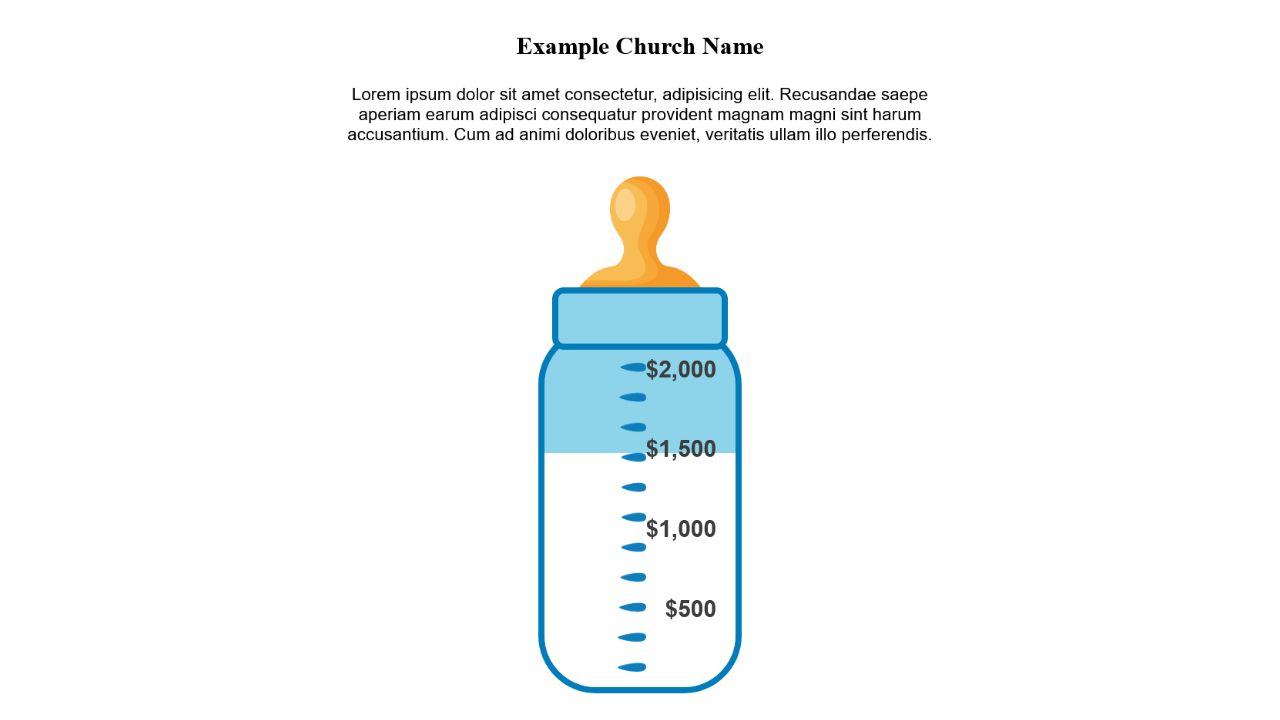 Example Church Name
Lorem ipsum dolor sit amet consectetur, adipisicing elit. Recusandae saepe
aperiam earum adipisci consequatur provident magnam magni sint harum
accusantium. Cum ad animi doloribus eveniet, veritatis ullam illo perferendis.
$2,000
$1,500
$1,000
$500